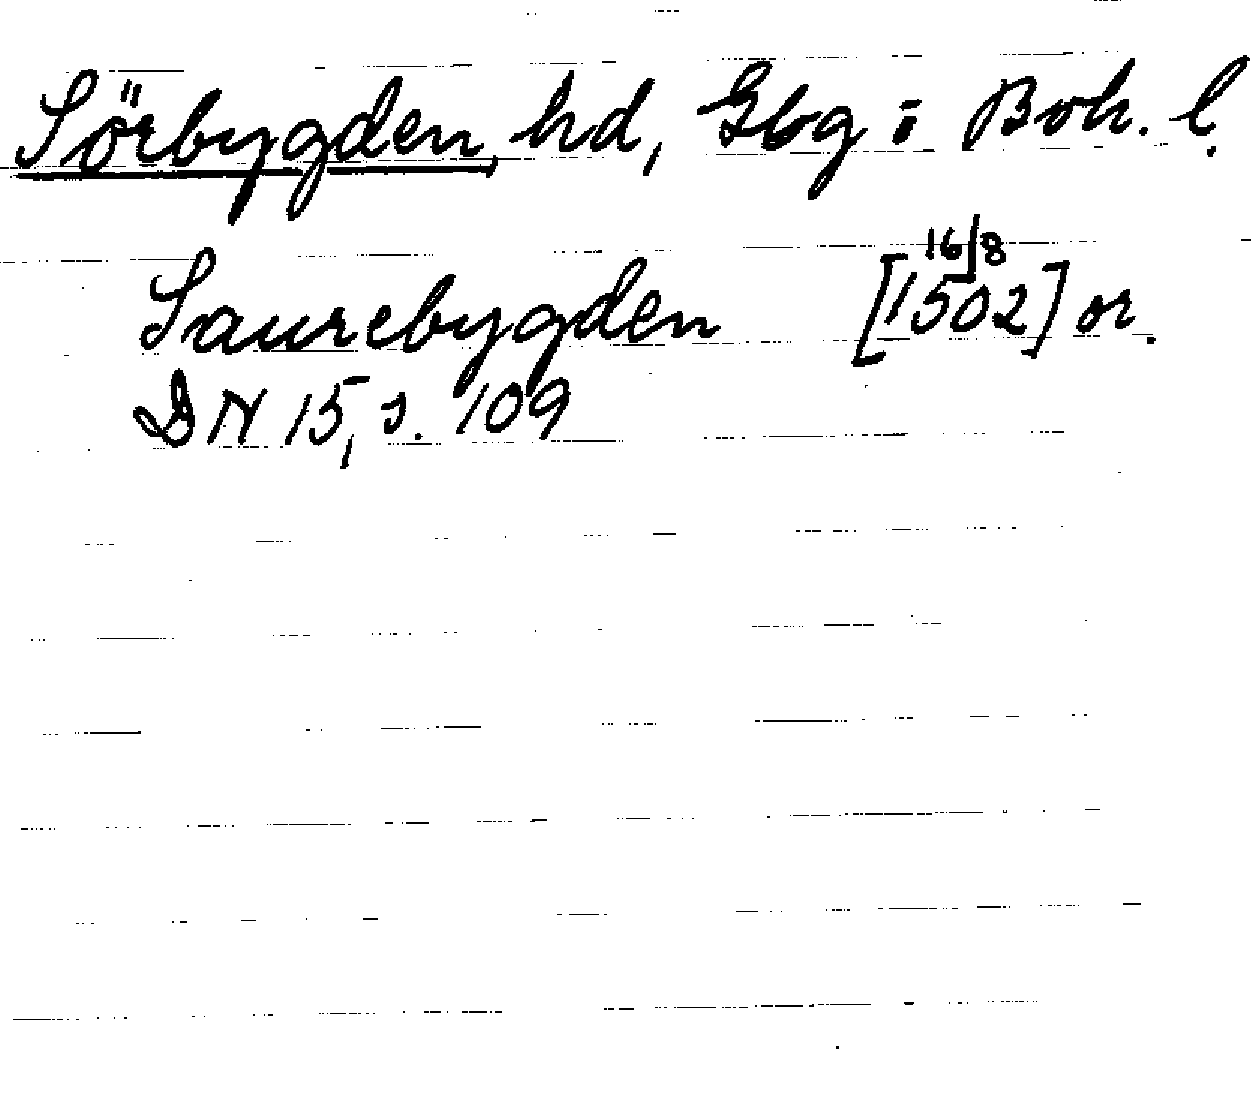 Sörbygden hd, Gbg o Boh. l.
Saurebygden [16/8 1502] or.
DN 15, s. 109